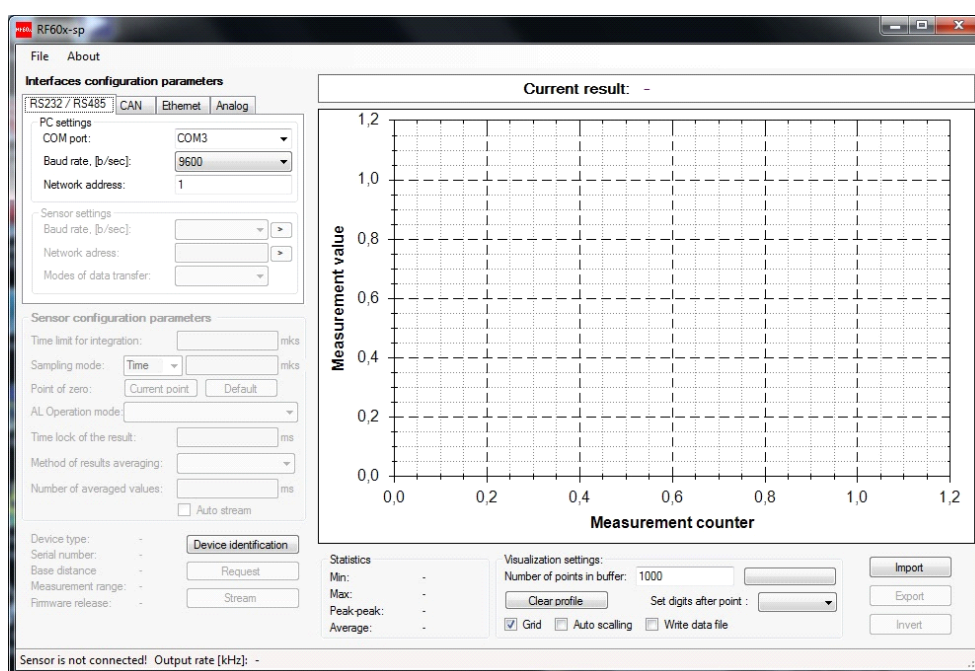 RF60x RF60x-sp
File About
Interfaces configuration parameters
RS232 / RS485 CAN Ethernet Analog
PC settings
COM port: COM3
Baud rate, [b/sec]: 9600
Network address: 1
Sensor settings
Baud rate, [b/sec]: >
Network adress: >
Modes of data transfer:
Sensor configuration parameters
Time limit for integration: mks
Sampling mode: Time mks
Point of zero: Current point Default
AL Operation mode:
Time lock of the result: ms
Method of results averaging:
Number of averaged values: ms
Auto stream
Device type: -
Serial number: -
Base distance -
Measurement range: -
Firmware release: -
Device identification
Request
Stream
Current result: -
Measurement value
1,2
1,0
0,8
0,6
0,4
0,2
0,0
0,0 0,2 0,4 0,6 0,8 1,0 1,2
Measurement counter
Statistics
Min: -
Max: -
Peak-peak: -
Average: -
Visualization settings:
Number of points in buffer: 1000
Clear profile Set digits after point :
Grid Auto scalling Write data file
Import
Export
Invert
Sensor is not connected! Output rate [kHz]: -